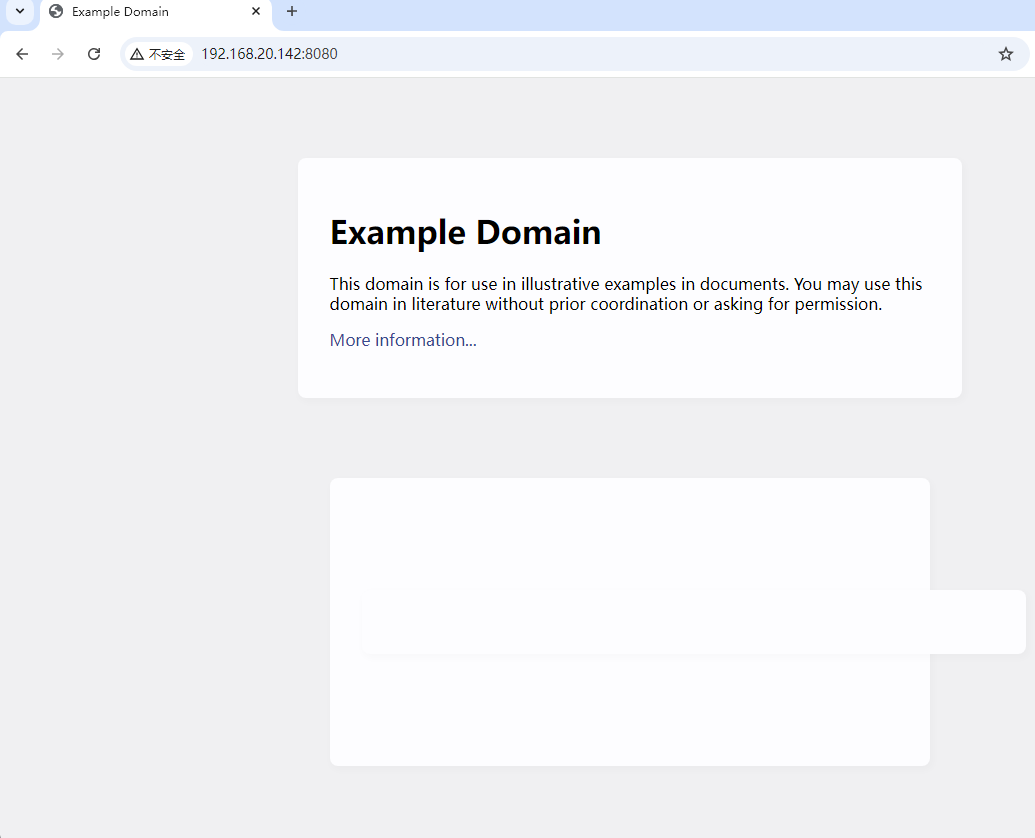 Example Domain
不安全 192.168.20.142:8080
Example Domain
This domain is for use in illustrative examples in documents. You may use this
domain in literature without prior coordination or asking for permission.
More information...